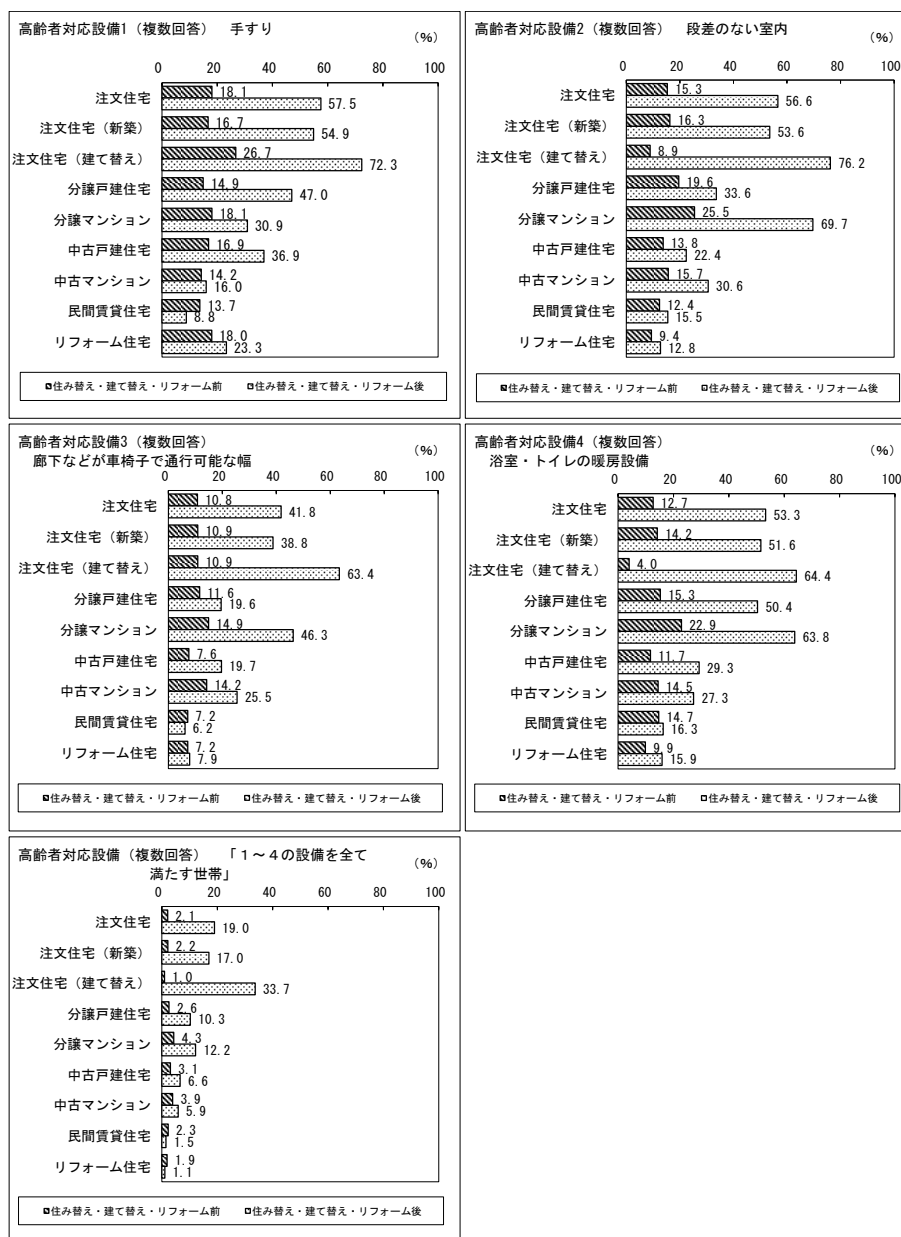 高齢者対応設備1（複数回答）　手すり
（%）
0 20 40 60 80 100
注文住宅 18.1 57.5
注文住宅（新築） 16.7 54.9
注文住宅（建て替え） 26.7 72.3
分譲戸建住宅 14.9 47.0
分譲マンション 18.1 30.9
中古戸建住宅 16.9 36.9
中古マンション 14.2 16.0
民間賃貸住宅 13.7 8.8
リフォーム住宅 18.0 23.3
住み替え・建て替え・リフォーム前 住み替え・建て替え・リフォーム後
高齢者対応設備2（複数回答）　段差のない室内
（%）
0 20 40 60 80 100
注文住宅 15.3 56.6
注文住宅（新築） 16.3 53.6
注文住宅（建て替え） 8.9 76.2
分譲戸建住宅 19.6 33.6
分譲マンション 25.5 69.7
中古戸建住宅 13.8 22.4
中古マンション 15.7 30.6
民間賃貸住宅 12.4 15.5
リフォーム住宅 9.4 12.8
住み替え・建て替え・リフォーム前 住み替え・建て替え・リフォーム後
高齢者対応設備3（複数回答）
廊下などが車椅子で通行可能な幅
（%）
0 20 40 60 80 100
注文住宅 10.8 41.8
注文住宅（新築） 10.9 38.8
注文住宅（建て替え） 10.9 63.4
分譲戸建住宅 11.6 19.6
分譲マンション 14.9 46.3
中古戸建住宅 7.6 19.7
中古マンション 14.2 25.5
民間賃貸住宅 7.2 6.2
リフォーム住宅 7.2 7.9
住み替え・建て替え・リフォーム前 住み替え・建て替え・リフォーム後
高齢者対応設備4（複数回答）
浴室・トイレの暖房設備
（%）
0 20 40 60 80 100
注文住宅 12.7 53.3
注文住宅（新築） 14.2 51.6
注文住宅（建て替え） 4.0 64.4
分譲戸建住宅 15.3 50.4
分譲マンション 22.9 63.8
中古戸建住宅 11.7 29.3
中古マンション 14.5 27.3
民間賃貸住宅 14.7 16.3
リフォーム住宅 9.9 15.9
住み替え・建て替え・リフォーム前 住み替え・建て替え・リフォーム後
高齢者対応設備（複数回答）　「１～４の設備を全て
満たす世帯」
（%）
0 20 40 60 80 100
注文住宅 2.1 19.0
注文住宅（新築） 2.2 17.0
注文住宅（建て替え） 1.0 33.7
分譲戸建住宅 2.6 10.3
分譲マンション 4.3 12.2
中古戸建住宅 3.1 6.6
中古マンション 3.9 5.9
民間賃貸住宅 2.3 1.5
リフォーム住宅 1.9 1.1
住み替え・建て替え・リフォーム前 住み替え・建て替え・リフォーム後